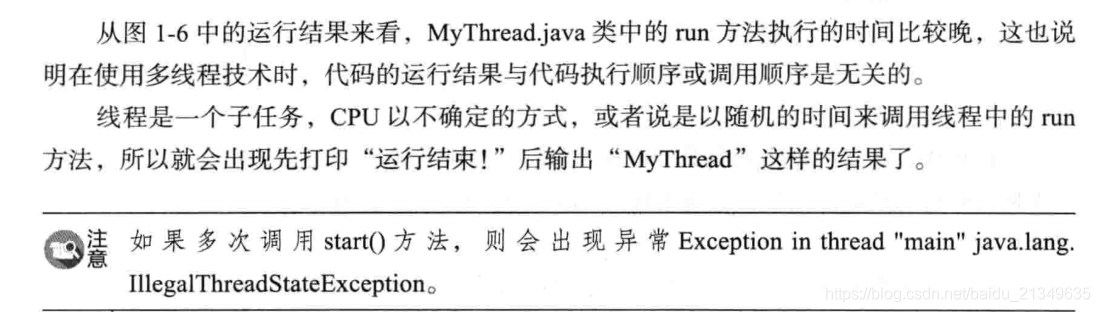 从图 1-6 中的运行结果来看，MyThread.java 类中的 run 方法执行的时间比较晚，这也说
明在使用多线程技术时，代码的运行结果与代码执行顺序或调用顺序是无关的。
线程是一个子任务，CPU 以不确定的方式，或者说是以随机的时间来调用线程中的 run
方法，所以就会出现先打印“运行结束！”后输出“MyThread”这样的结果了。
注意 如果多次调用 start() 方法，则会出现异常 Exception in thread "main" java.lang.
IllegalThreadStateException。
https://blog.csdn.net/baidu_21349635